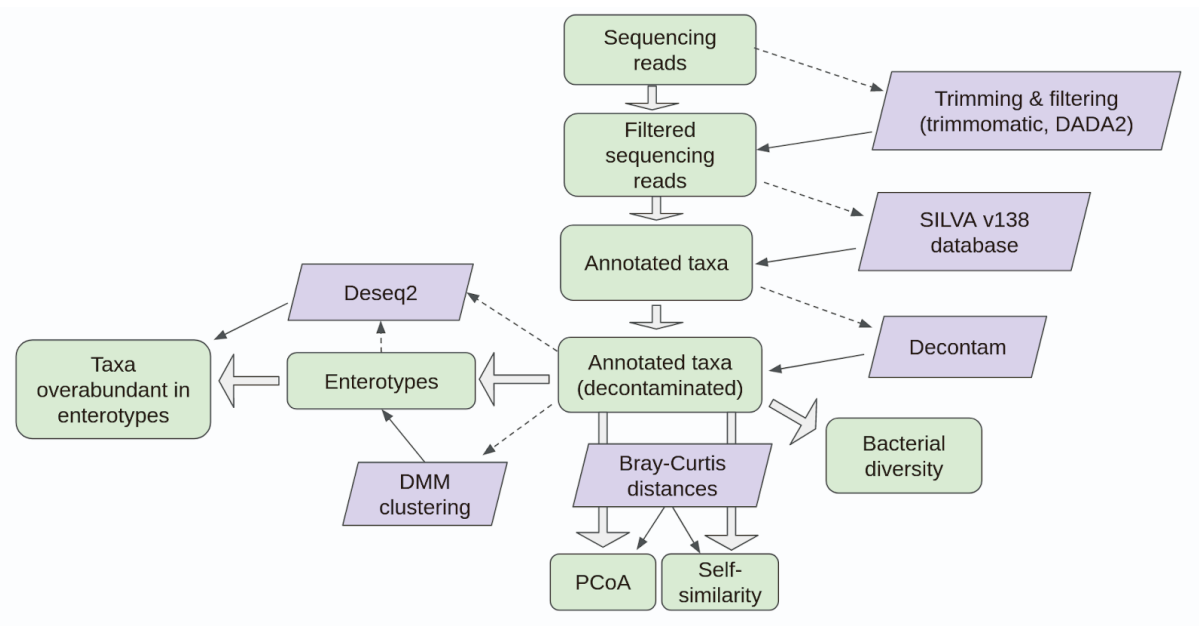 Sequencing
reads
Trimming & filtering
(trimmomatic, DADA2)
Filtered
sequencing
reads
SILVA v138
database
Annotated taxa
Deseq2
Decontam
Taxa
overabundant in
enterotypes
Enterotypes
Annotated taxa
(decontaminated)
Bacterial
diversity
Bray-Curtis
distances
DMM
clustering
PCoA
Self-
similarity